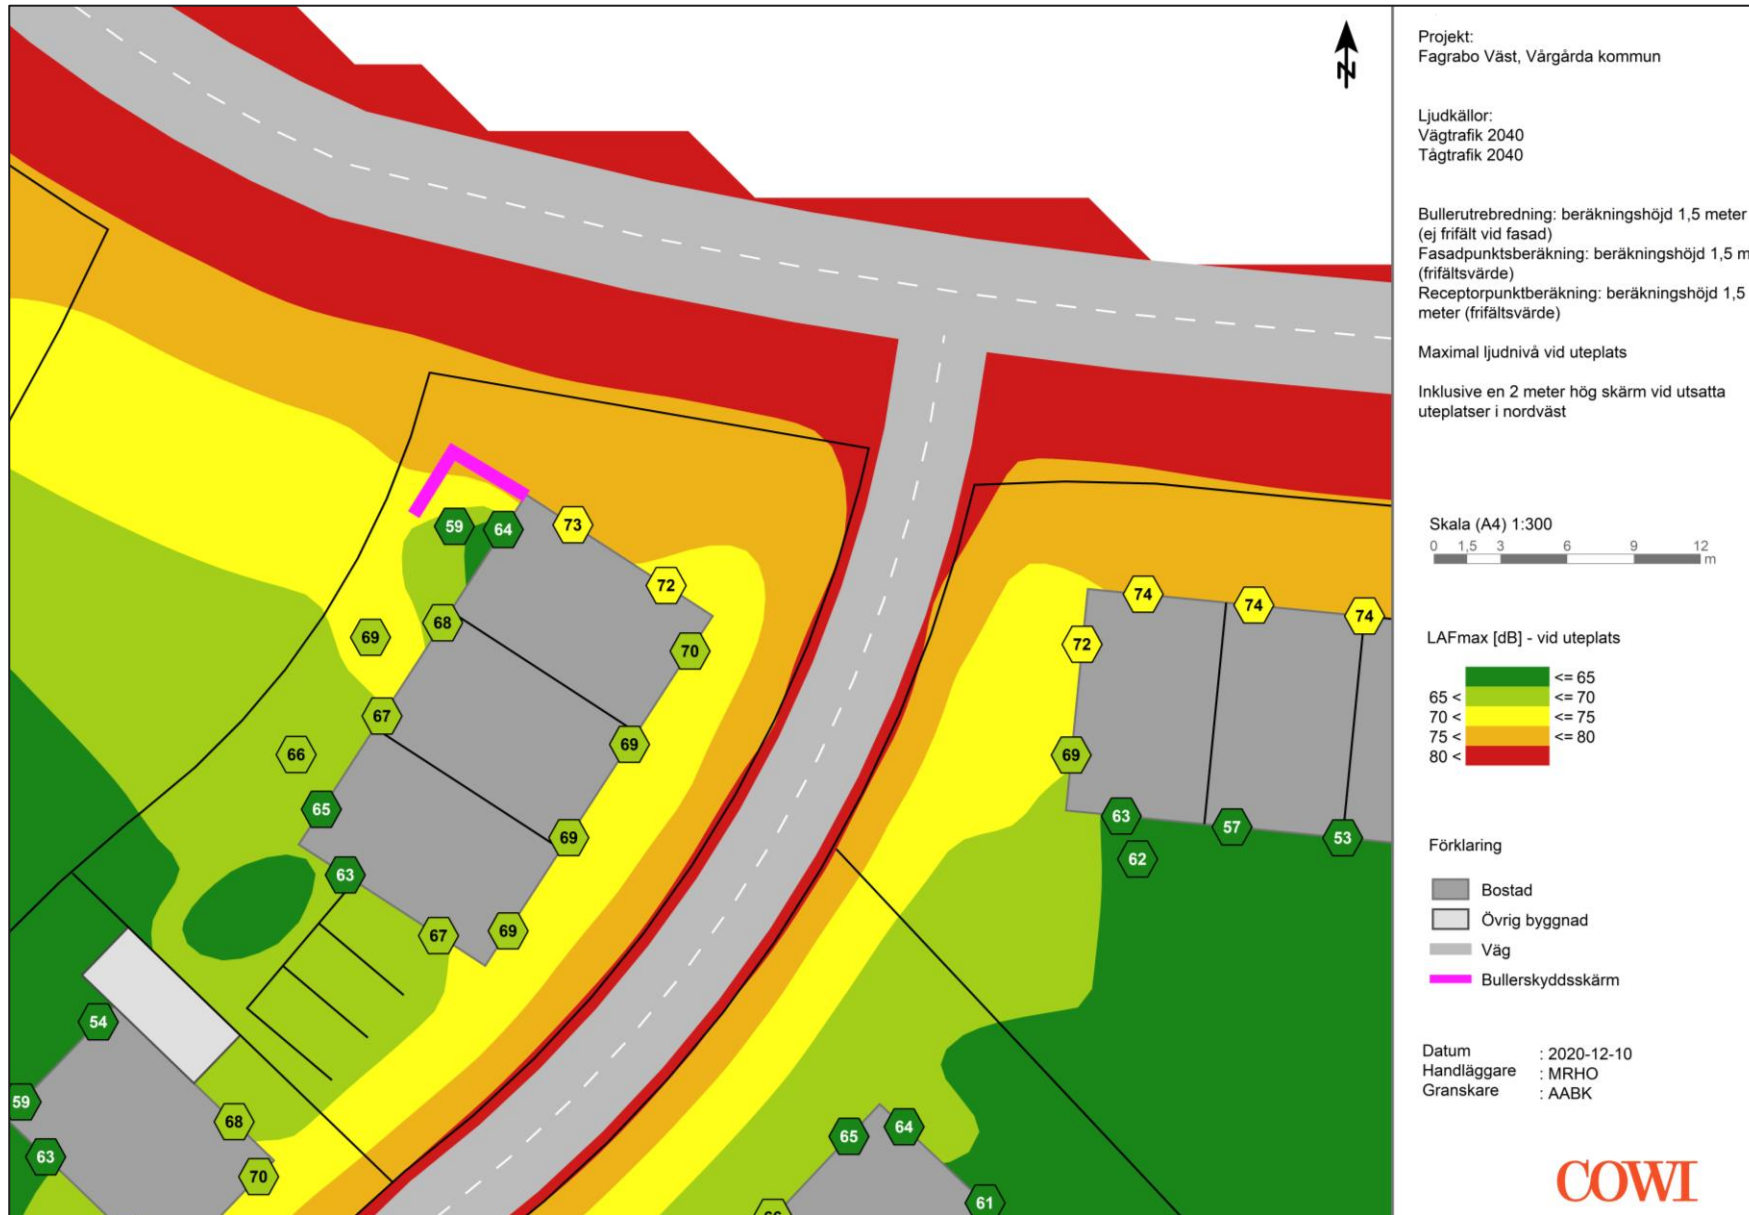 Projekt:
Fagrabo Väst, Vårgårda kommun
Ljudkällor:
Vägtrafik 2040
Tågtrafik 2040
Bullerutrebredning: beräkningshöjd 1,5 meter
(ej frifält vid fasad)
Fasadpunktsberäkning: beräkningshöjd 1,5 m
(frifältsvärde)
Receptorpunktberäkning: beräkningshöjd 1,5
meter (frifältsvärde)
Maximal ljudnivå vid uteplats
Inklusive en 2 meter hög skärm vid utsatta
uteplatser i nordväst
Skala (A4) 1:300
0 1,5 3 6 9 12
m
LAFmax [dB] - vid uteplats
<= 65
65 < <= 70
70 < <= 75
75 < <= 80
80 <
Förklaring
Bostad
Övrig byggnad
Väg
Bullerskyddsskärm
Datum : 2020-12-10
Handläggare : MRHO
Granskare : AABK
COWI
N
59 64 73
72
68
69
70
67
69
66
65
69
63
67 69
54
59
68
63
70
74 74 74
72
69
63 57 53
62
65 64
61